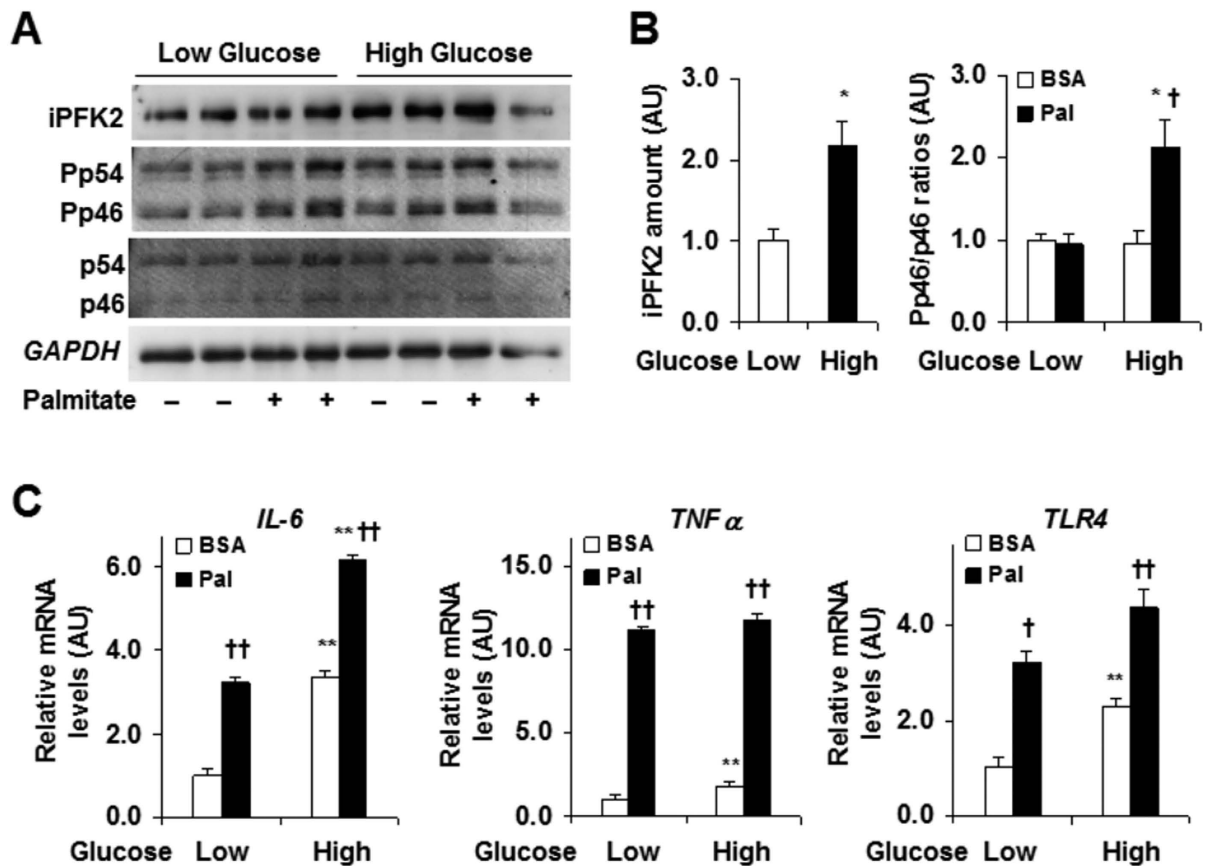 A
Low Glucose High Glucose
iPFK2
Pp54
Pp46
p54
p46
GAPDH
Palmitate – – + + – – + +
B
iPFK2 amount (AU)
3.0
2.0
1.0
0.0
*
Glucose Low High
Pp46/p46 ratios (AU)
3.0
2.0
1.0
0.0
BSA
Pal
* †
Glucose Low High
C
IL-6
Relative mRNA
levels (AU)
6.0
4.0
2.0
0.0
BSA
Pal
††
**
** ††
Glucose Low High
TNF α
Relative mRNA
levels (AU)
15.0
10.0
5.0
0.0
BSA
Pal
††
**
††
Glucose Low High
TLR4
Relative mRNA
levels (AU)
4.0
2.0
0.0
BSA
Pal
†
**
††
Glucose Low High